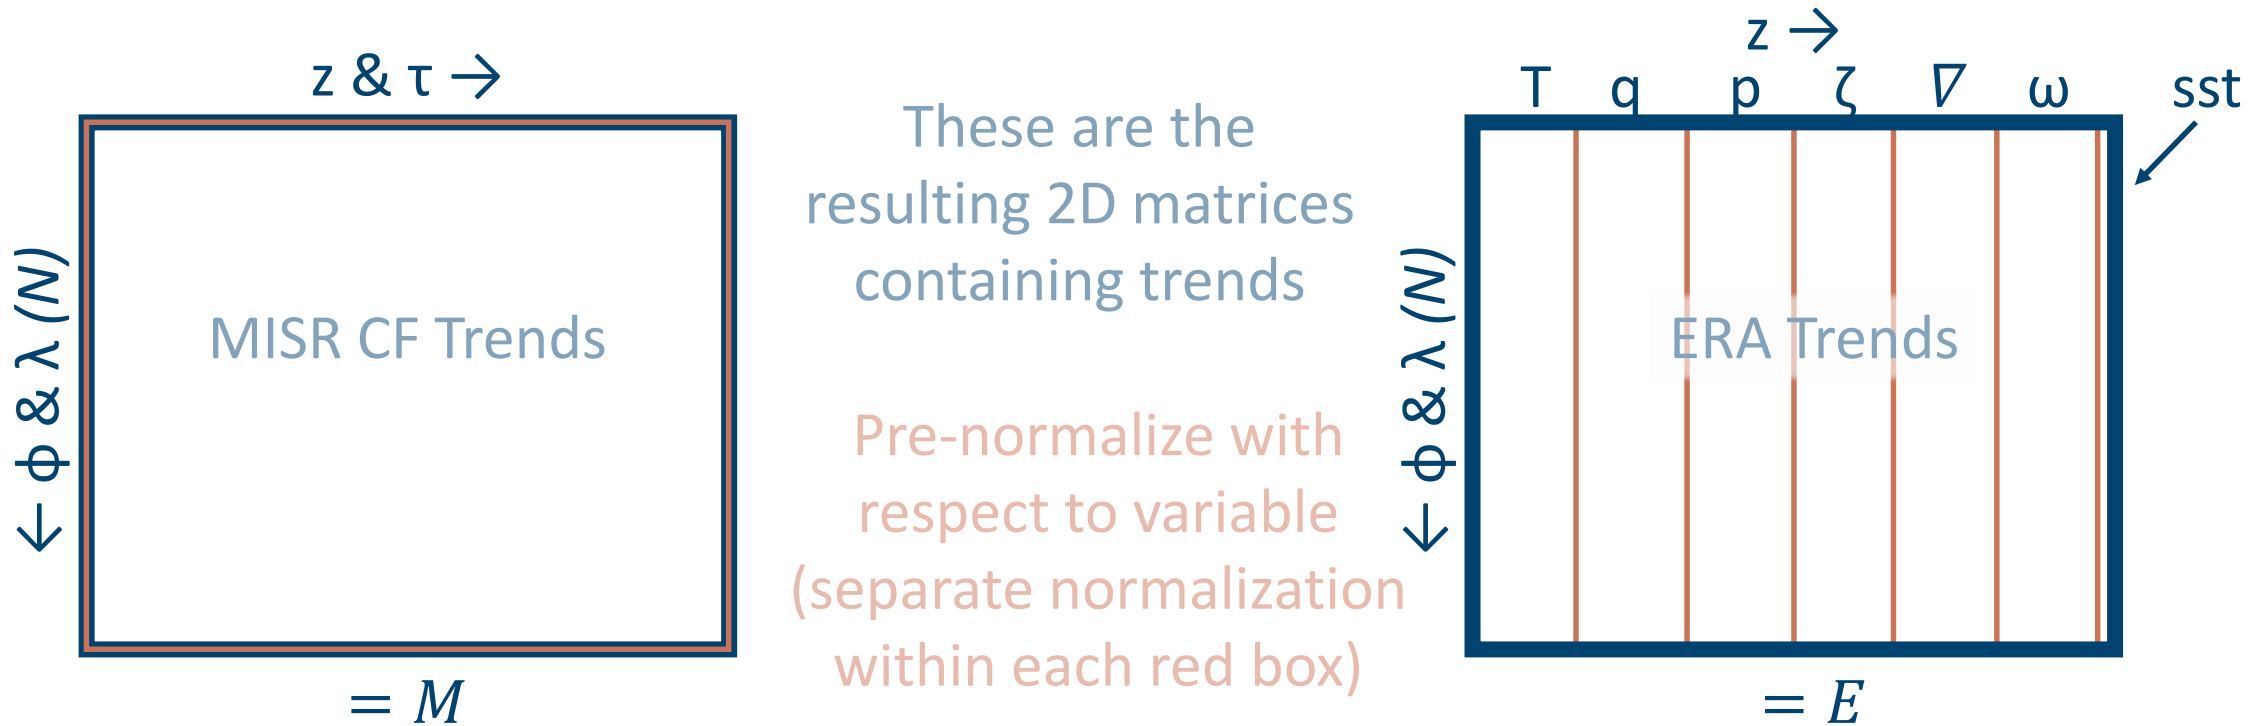 z & τ →
← ϕ & λ (N)
MISR CF Trends
= M
These are the
resulting 2D matrices
containing trends
Pre-normalize with
respect to variable
(separate normalization
within each red box)
z →
T q p ζ ∇ ω sst
← ϕ & λ (N)
ERA Trends
= E